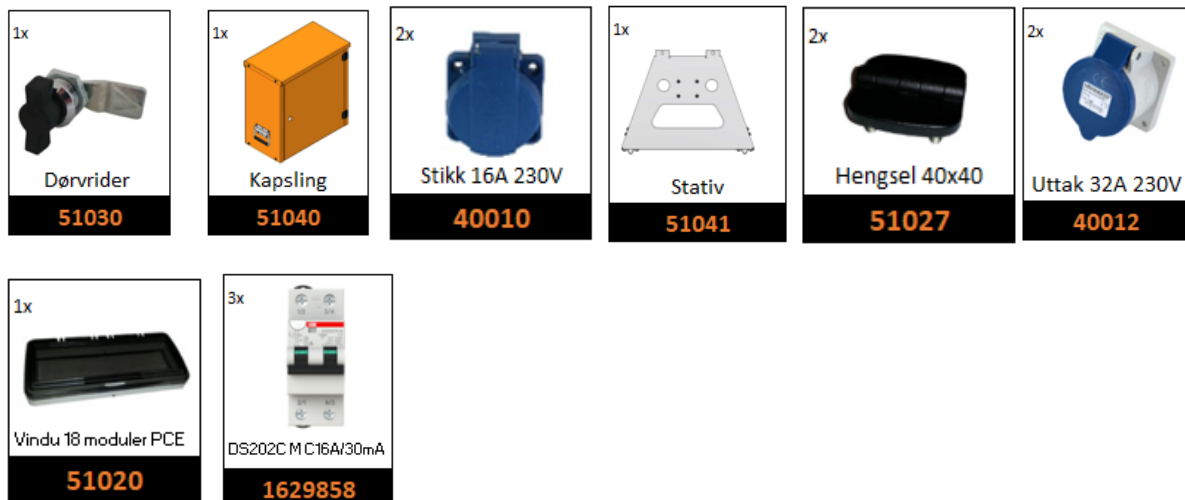 1x
Dørvrider
51030
1x
Kapsling
51040
2x
Stikk 16A 230V
40010
1x
Stativ
51041
2x
Hengsel 40x40
51027
2x
Uttak 32A 230V
40012
1x
Vindu 18 moduler PCE
51020
3x
DS202C M C16A/30mA
1629858